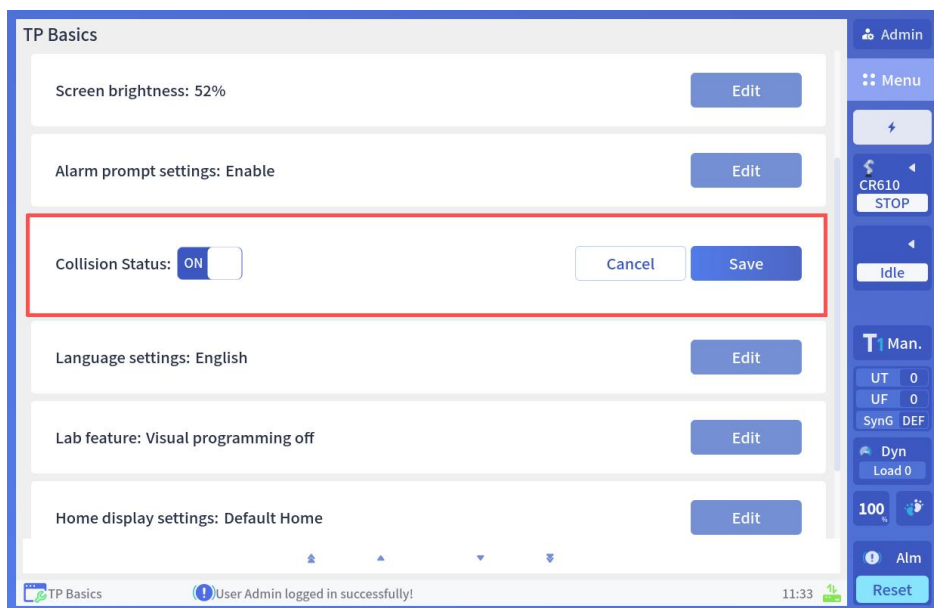 TP Basics
Screen brightness: 52%
Edit
Alarm prompt settings: Enable
Edit
Collision Status: ON
Cancel
Save
Language settings: English
Edit
Lab feature: Visual programming off
Edit
Home display settings: Default Home
Edit
TP Basics
User Admin logged in successfully!
11:33
Admin
Menu
CR610
STOP
Idle
T1 Man.
UT 0
UF 0
SynG DEF
Dyn
Load 0
100 %
Alm
Reset